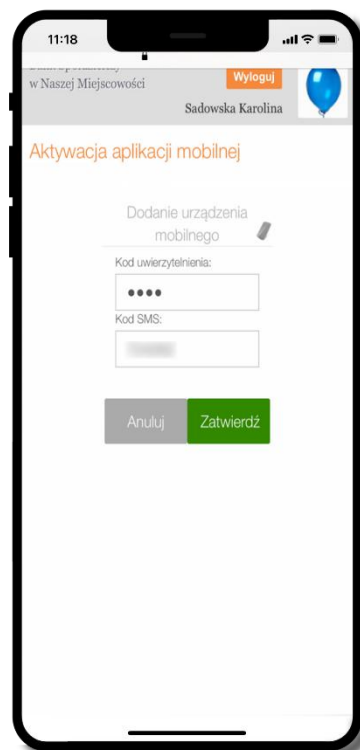 11:18
w Naszej Miejscowości
Wyloguj
Sadowska Karolina
Aktywacja aplikacji mobilnej
Dodanie urządzenia
mobilnego
Kod uwierzytelnienia:
••••
Kod SMS:
Anuluj
Zatwierdź